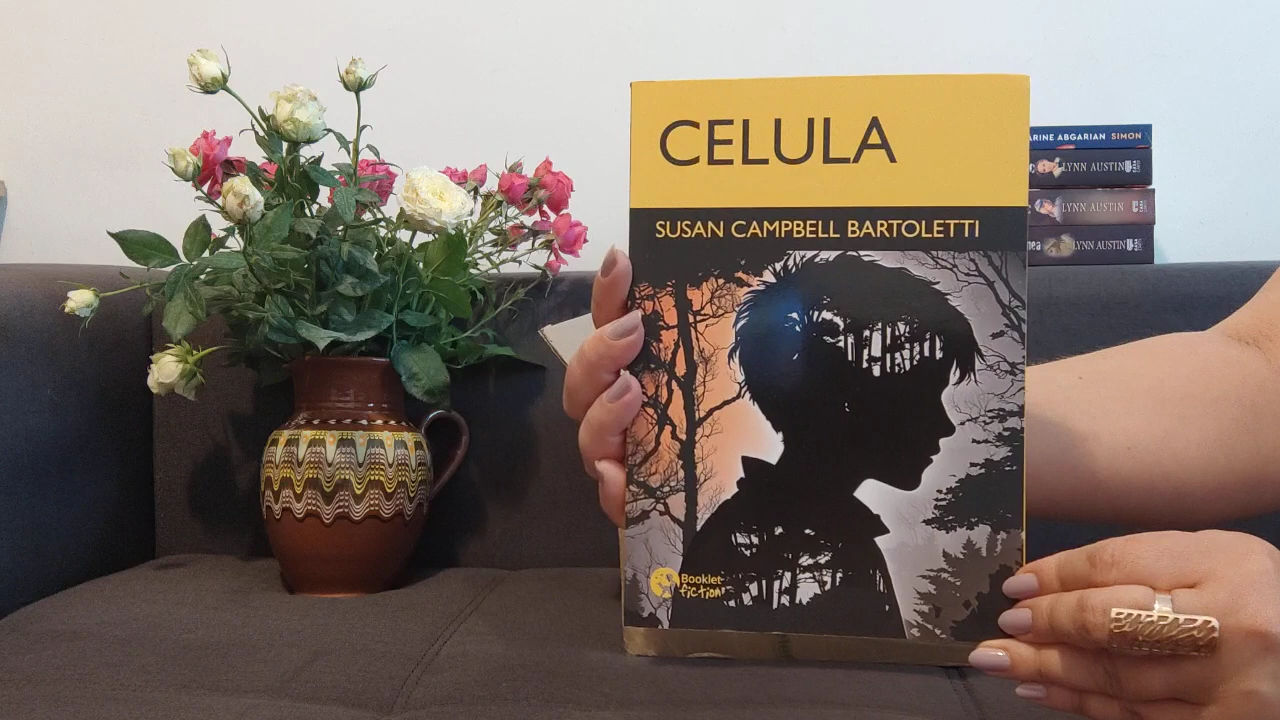 CELULA
SUSAN CAMPBELL BARTOLETTI
Booklet
fiction
ARINE ABGARIAN SIMON
LYNN AUSTIN
LYNN AUSTIN
LYNN AUSTIN